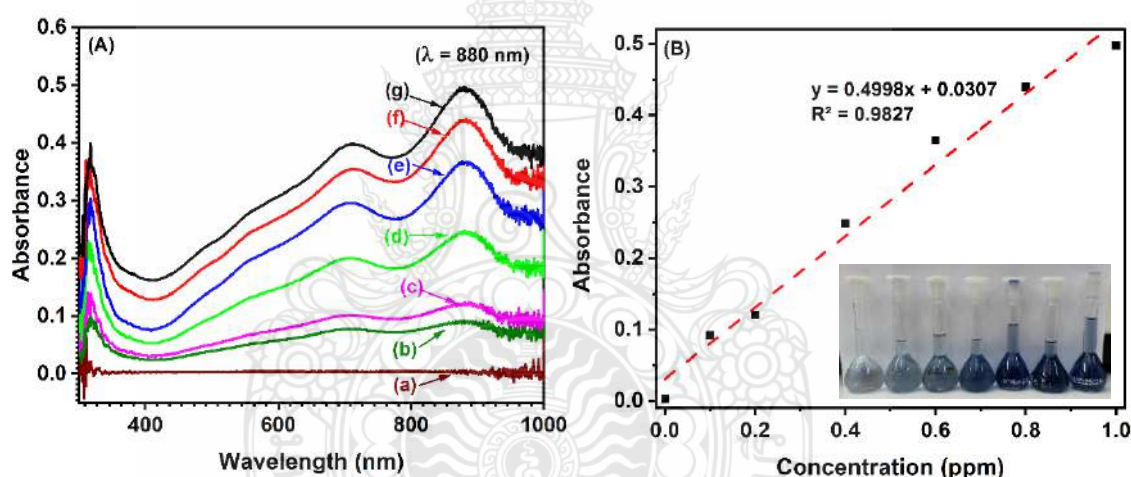 (A)
(λ = 880 nm)
(g)
(f)
(e)
(d)
(c)
(b)
(a)
0.6
0.5
0.4
0.3
0.2
0.1
0.0
400
600
800
1000
Absorbance
Wavelength (nm)
(B)
y = 0.4998x + 0.0307
R² = 0.9827
0.5
0.4
0.3
0.2
0.1
0.0
0.0
0.2
0.4
0.6
0.8
1.0
Absorbance
Concentration (ppm)